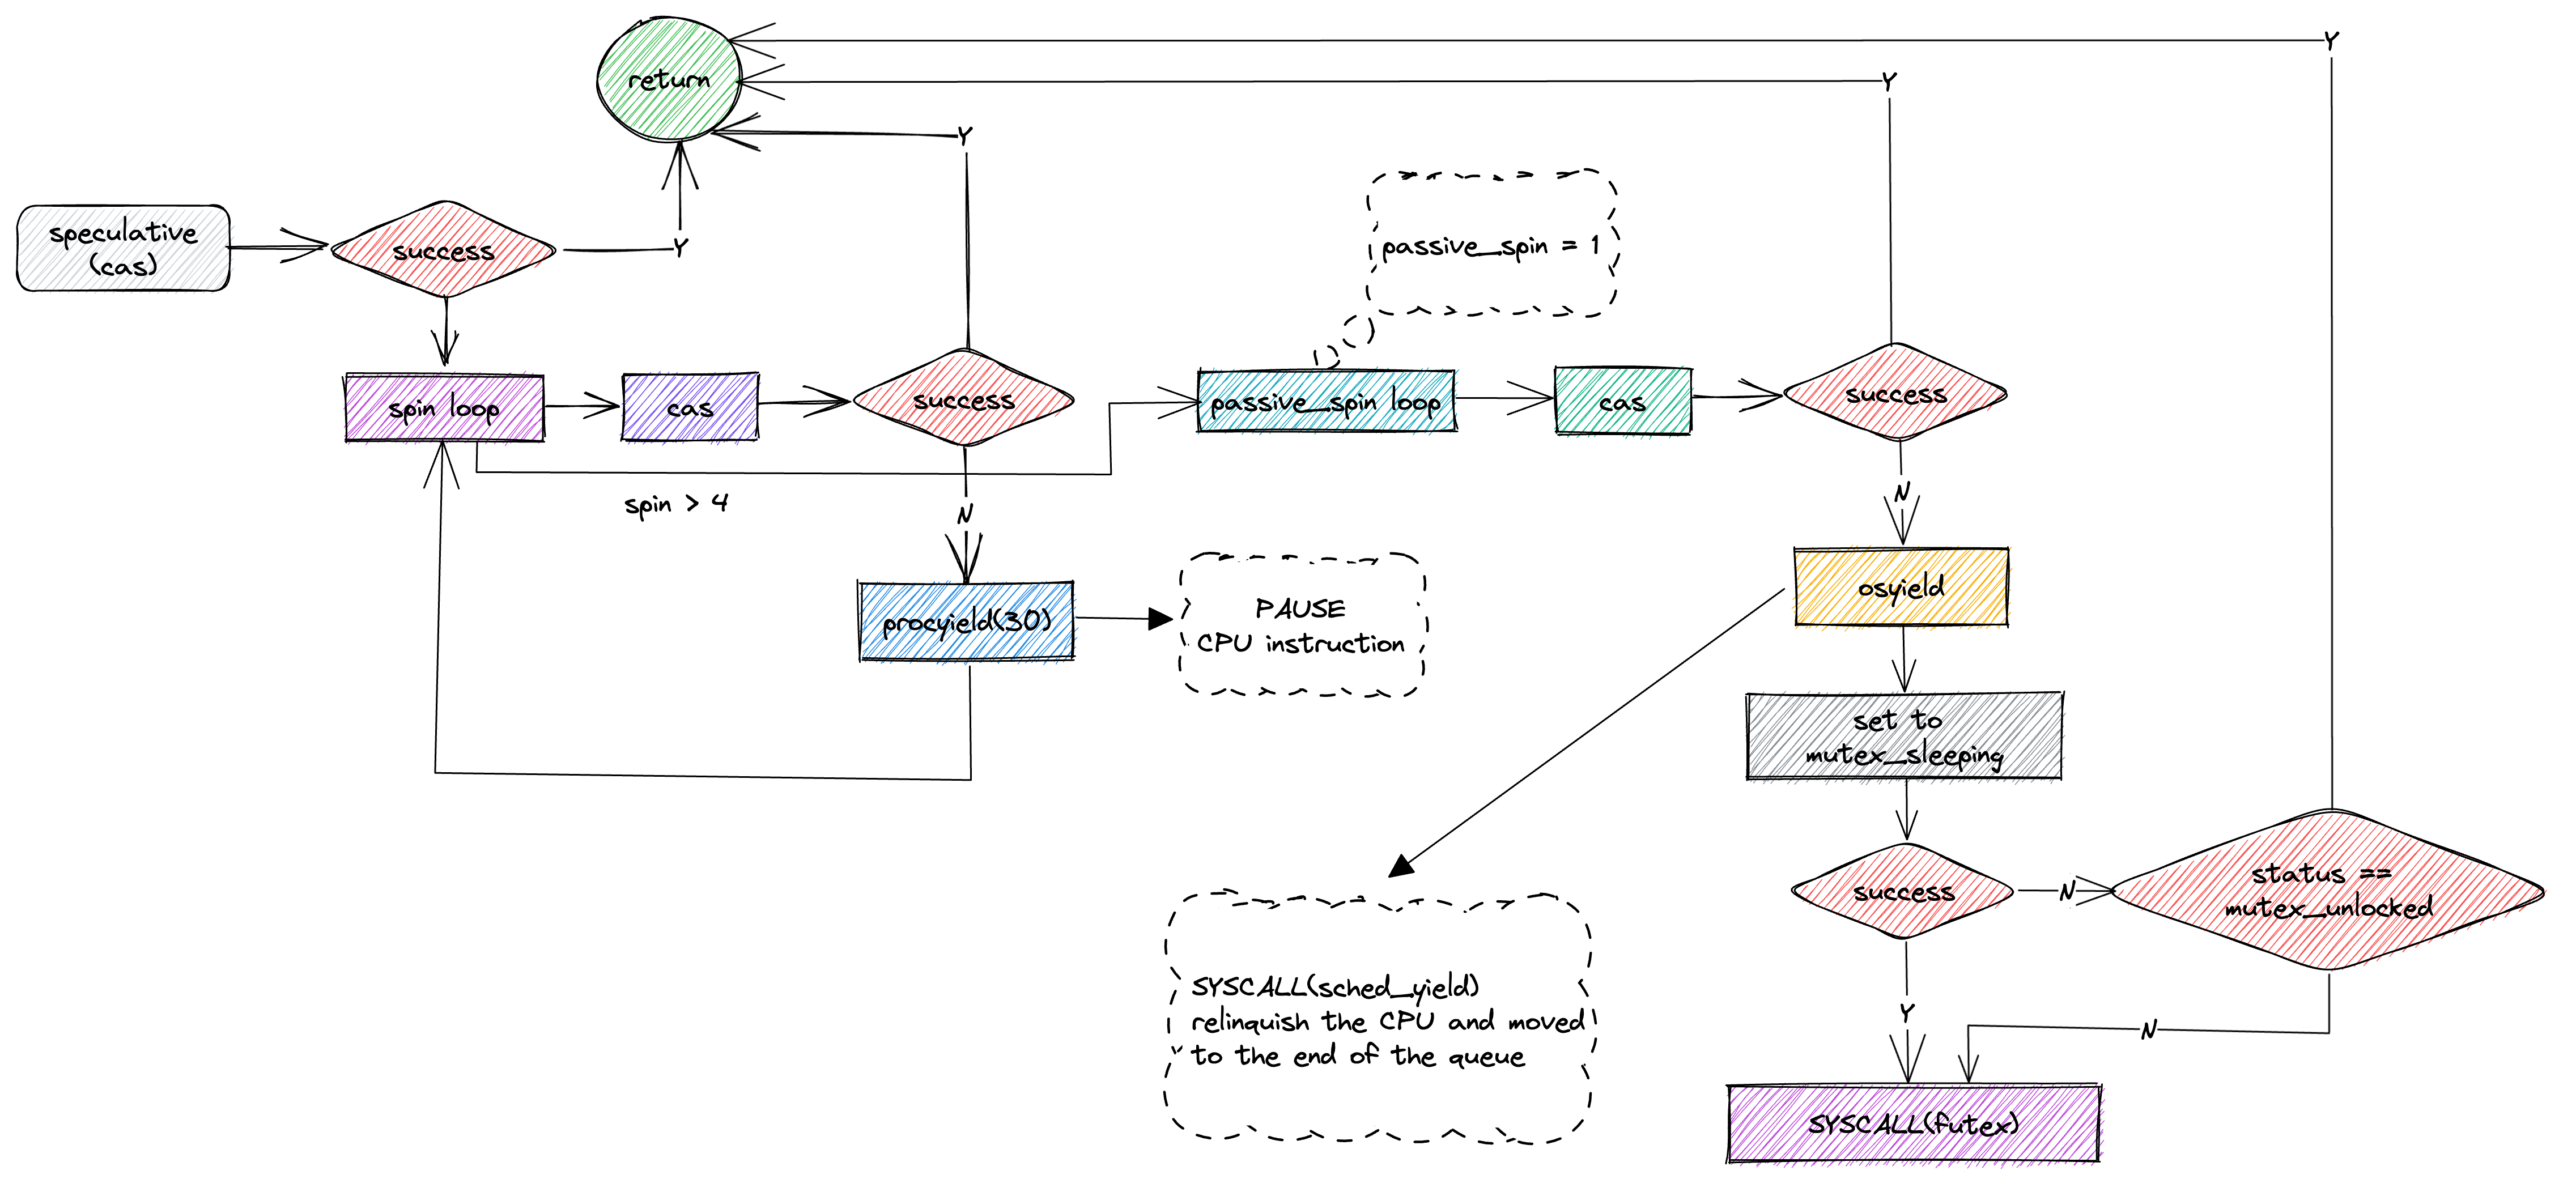 Y
return
Y
Y
speculative
(cas)
success
Y
passive_spin = 1
spin loop
cas
success
passive_spin loop
cas
success
spin > 4
N
N
procyield(30)
PAUSE
CPU instruction
osyield
set to
mutex_sleeping
success
N
status ==
mutex_unlocked
SYSCALL(sched_yield)
relinquish the CPU and moved
to the end of the queue
Y
N
SYSCALL(futex)